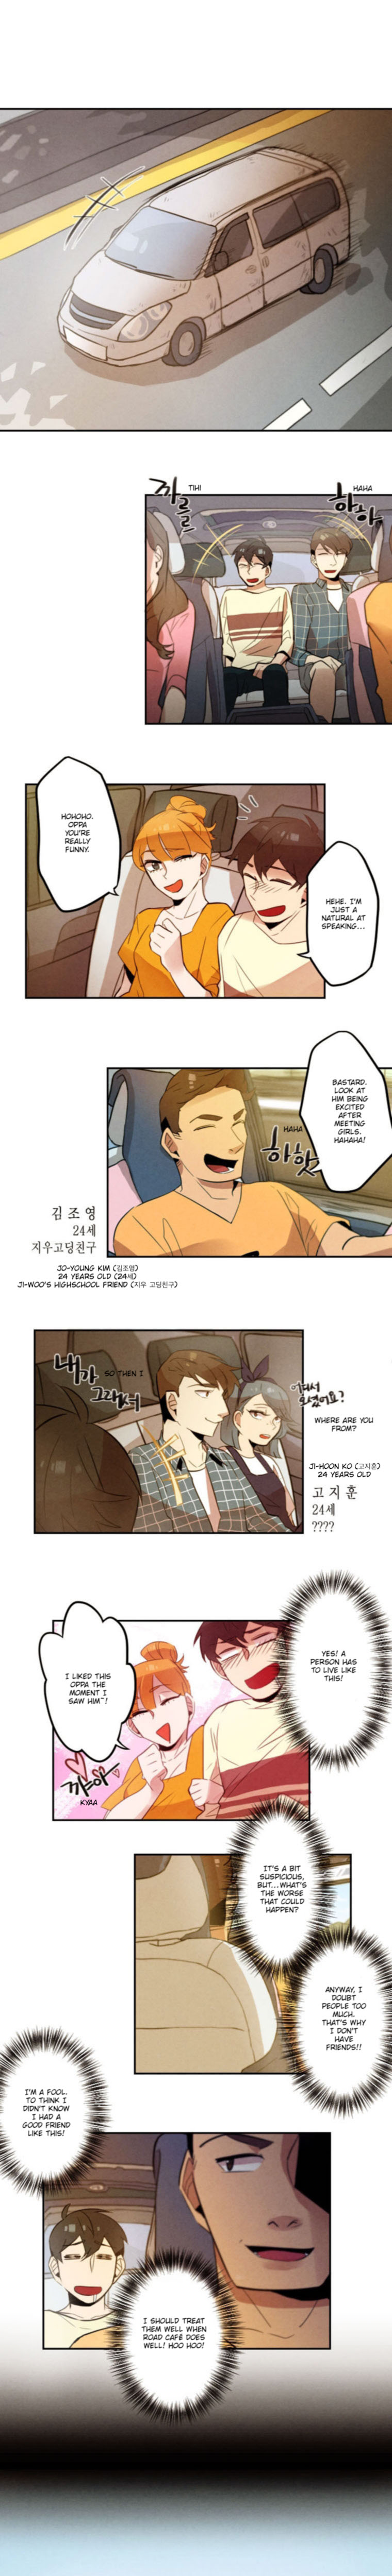 까르르
TIHI
HAHA
하하
HOHOHO.
OPPA
YOU'RE
REALLY
FUNNY.
HEHE. I'M
JUST A
NATURAL AT
SPEAKING...
BASTARD.
LOOK AT
HIM BEING
EXCITED
AFTER
MEETING
GIRLS.
HAHAHA!
HAHA
하핫
김조영
24세
지우고딩친구
JO-YOUNG KIM (김조영)
24 YEARS OLD (24세)
JI-WOO'S HIGHSCHOOL FRIEND (지우 고딩친구)
내가
그래서
SO THEN I
어디서
오셨어요?
WHERE ARE YOU
FROM?
JI-HOON KO (고지훈)
24 YEARS OLD
고지훈
24세
????
YES! A
PERSON HAS
TO LIVE LIKE
THIS!
I LIKED THIS
OPPA THE
MOMENT I
SAW HIM~!
꺄아
KYAA
IT'S A BIT
SUSPICIOUS,
BUT...WHAT'S
THE WORSE
THAT COULD
HAPPEN?
ANYWAY, I
DOUBT
PEOPLE TOO
MUCH.
THAT'S WHY
I DON'T
HAVE
FRIENDS!!
I'M A FOOL.
TO THINK I
DIDN'T KNOW
I HAD A
GOOD FRIEND
LIKE THIS!
I SHOULD TREAT
THEM WELL WHEN
ROAD CAFÉ DOES
WELL! HOO HOO!